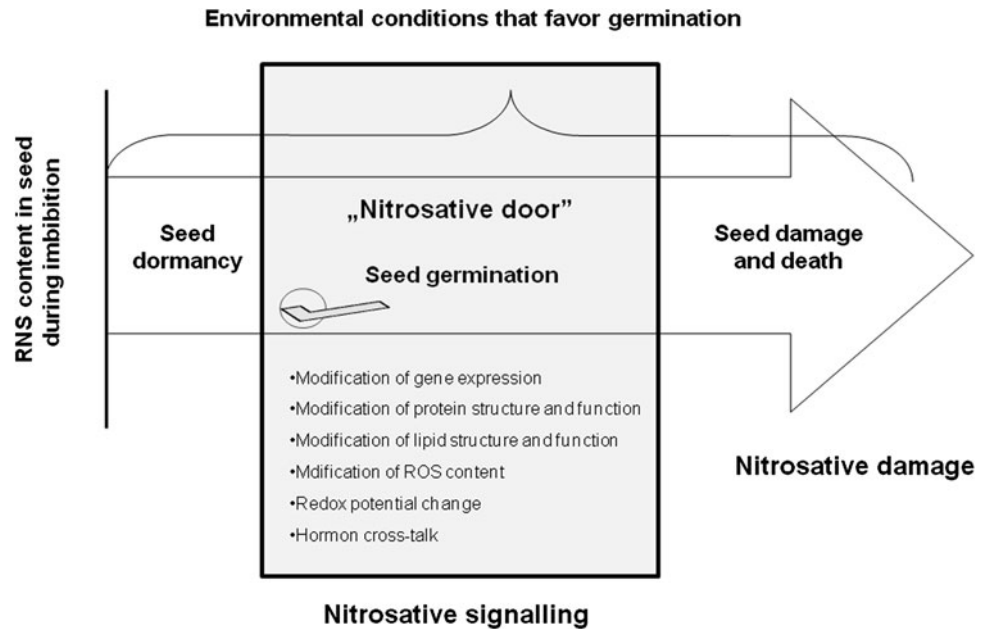 Environmental conditions that favor germination
RNS content in seed
during imbibition
Seed
dormancy
„Nitrosative door”
Seed germination
Seed damage
and death
•Modification of gene expression
•Modification of protein structure and function
•Modification of lipid structure and function
•Mdification of ROS content
•Redox potential change
•Hormon cross-talk
Nitrosative damage
Nitrosative signalling